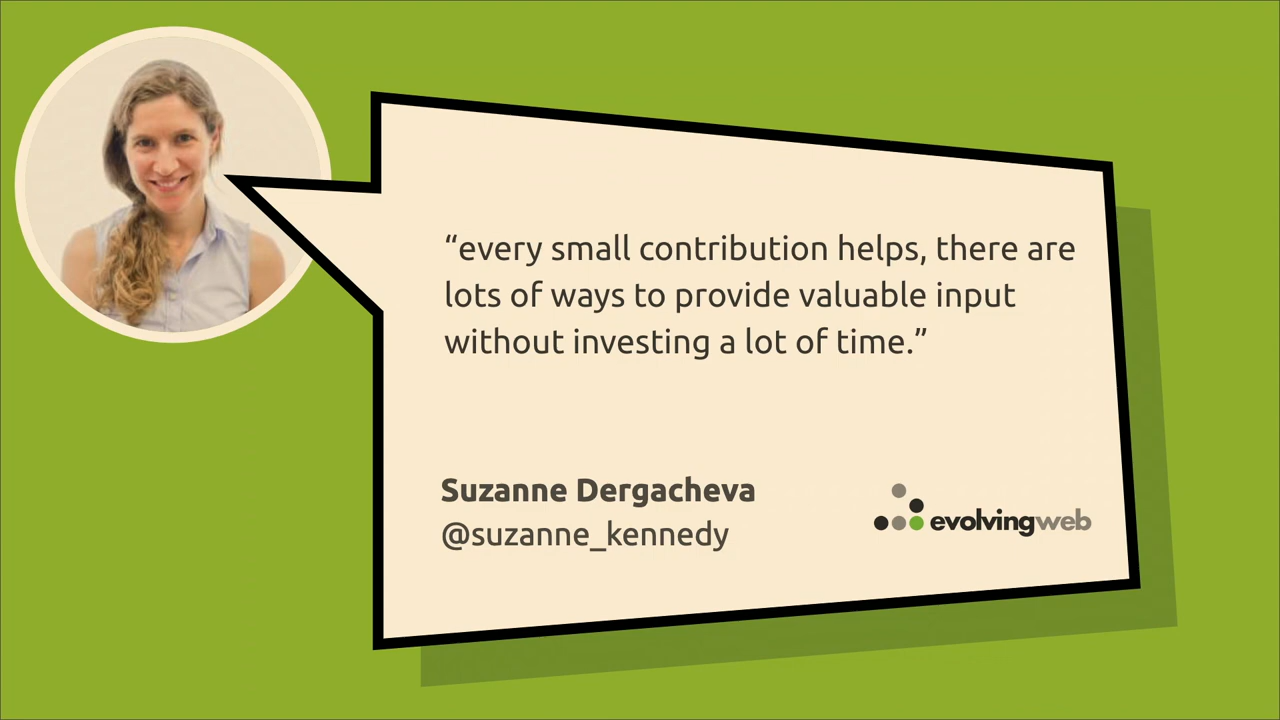 “every small contribution helps, there are
lots of ways to provide valuable input
without investing a lot of time.”
Suzanne Dergacheva
@suzanne_kennedy
evolvingweb